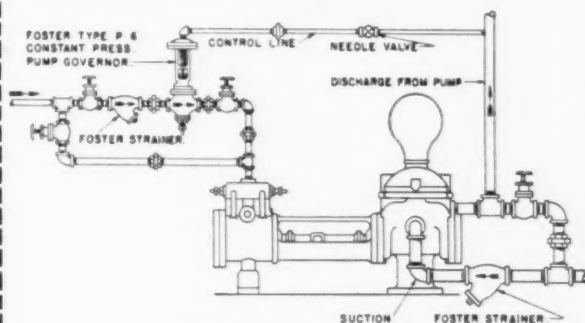 FOSTER TYPE P 6
CONSTANT PRESS.
PUMP GOVERNOR.
CONTROL LINE
NEEDLE VALVE
DISCHARGE FROM PUMP
FOSTER STRAINER.
SUCTION
FOSTER STRAINER.